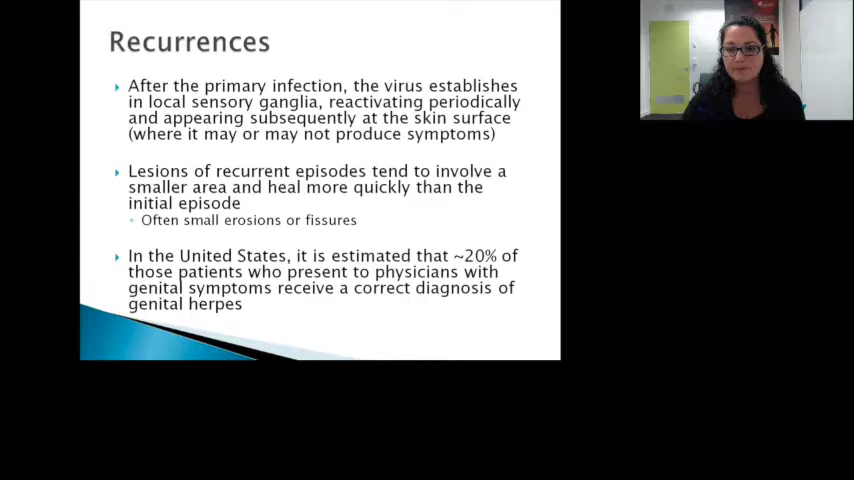 Recurrences
After the primary infection, the virus establishes
in local sensory ganglia, reactivating periodically
and appearing subsequently at the skin surface
(where it may or may not produce symptoms)
Lesions of recurrent episodes tend to involve a
smaller area and heal more quickly than the
initial episode
Often small erosions or fissures
In the United States, it is estimated that ~20% of
those patients who present to physicians with
genital symptoms receive a correct diagnosis of
genital herpes